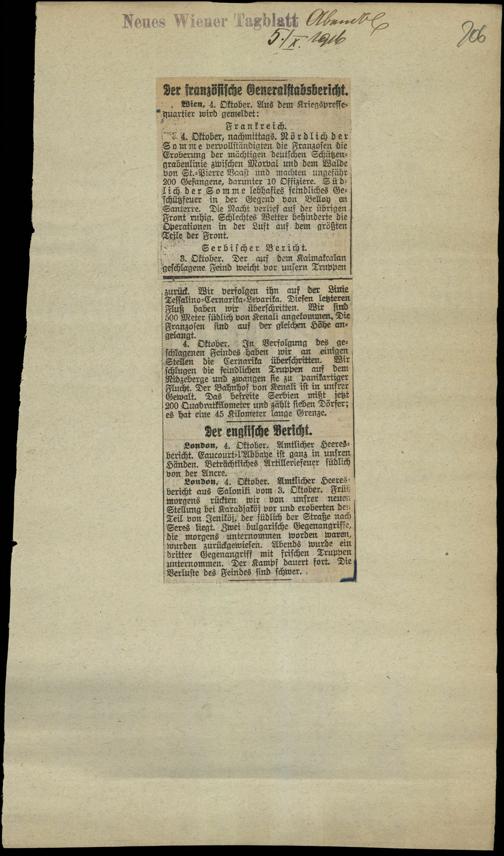 Neues Wiener Tagblatt Abendbl
5./X. 1916
706
Der französische Generalstabsbericht.
Wien, 4. Oktober. Aus dem Kriegspresse-
quartier wird gemeldet:
Frankreich.
4. Oktober, nachmittags. Nördlich der
Somme vervollständigten die Franzosen die
Eroberung der mächtigen deutschen Schützen-
grabenlinie zwischen Morval und dem Walde
von St.-Pierre Vaast und machten ungefähr
200 Gefangene, darunter 10 Offiziere. Süd-
lich der Somme lebhaftes feindliches Ge-
schützfeuer in der Gegend von Belloy en
Santerre. Die Nacht verlief auf der übrigen
Front ruhig. Schlechtes Wetter behinderte die
Operationen in der Luft auf dem größten
Teile der Front.
Serbischer Bericht.
3. Oktober. Der auf dem Kaimakcalan
geschlagene Feind weicht vor unsern Truppen
zurück. Wir verfolgen ihn auf der Linie
Tessalino-Cernarika-Levarika. Diesen letzteren
Fluß haben wir überschritten. Wir sind
500 Meter südlich von Kenali angekommen. Die
Franzosen sind auf der gleichen Höhe an-
gelangt.
4. Oktober. In Verfolgung des ge-
schlagenen Feindes haben wir an einigen
Stellen die Cernarika überschritten. Wir
schlugen die feindlichen Truppen auf dem
Nidzeberge und zwangen sie zu panikartiger
Flucht. Der Bahnhof von Kenali ist in unsrer
Gewalt. Das befreite Serbien mißt jetzt
200 Quadratkilometer und zählt sieben Dörfer;
es hat eine 45 Kilometer lange Grenze.
Der englische Bericht.
London, 4. Oktober. Amtlicher Heeres-
bericht. Eaucourt-l'Abbaye ist ganz in unsren
Händen. Beträchtliches Artilleriefeuer südlich
von der Ancre.
London, 4. Oktober. Amtlicher Heeres-
bericht aus Saloniki vom 3. Oktober. Früh
morgens rückten wir von unsrer neuen
Stellung bei Karadjaköj vor und eroberten den
Teil von Jeniköj, der südlich der Straße nach
Seres liegt. Zwei bulgarische Gegenangriffe,
die morgens unternommen worden waren,
wurden zurückgewiesen. Abends wurde ein
dritter Gegenangriff mit frischen Truppen
unternommen. Der Kampf dauert fort. Die
Verluste des Feindes sind schwer.